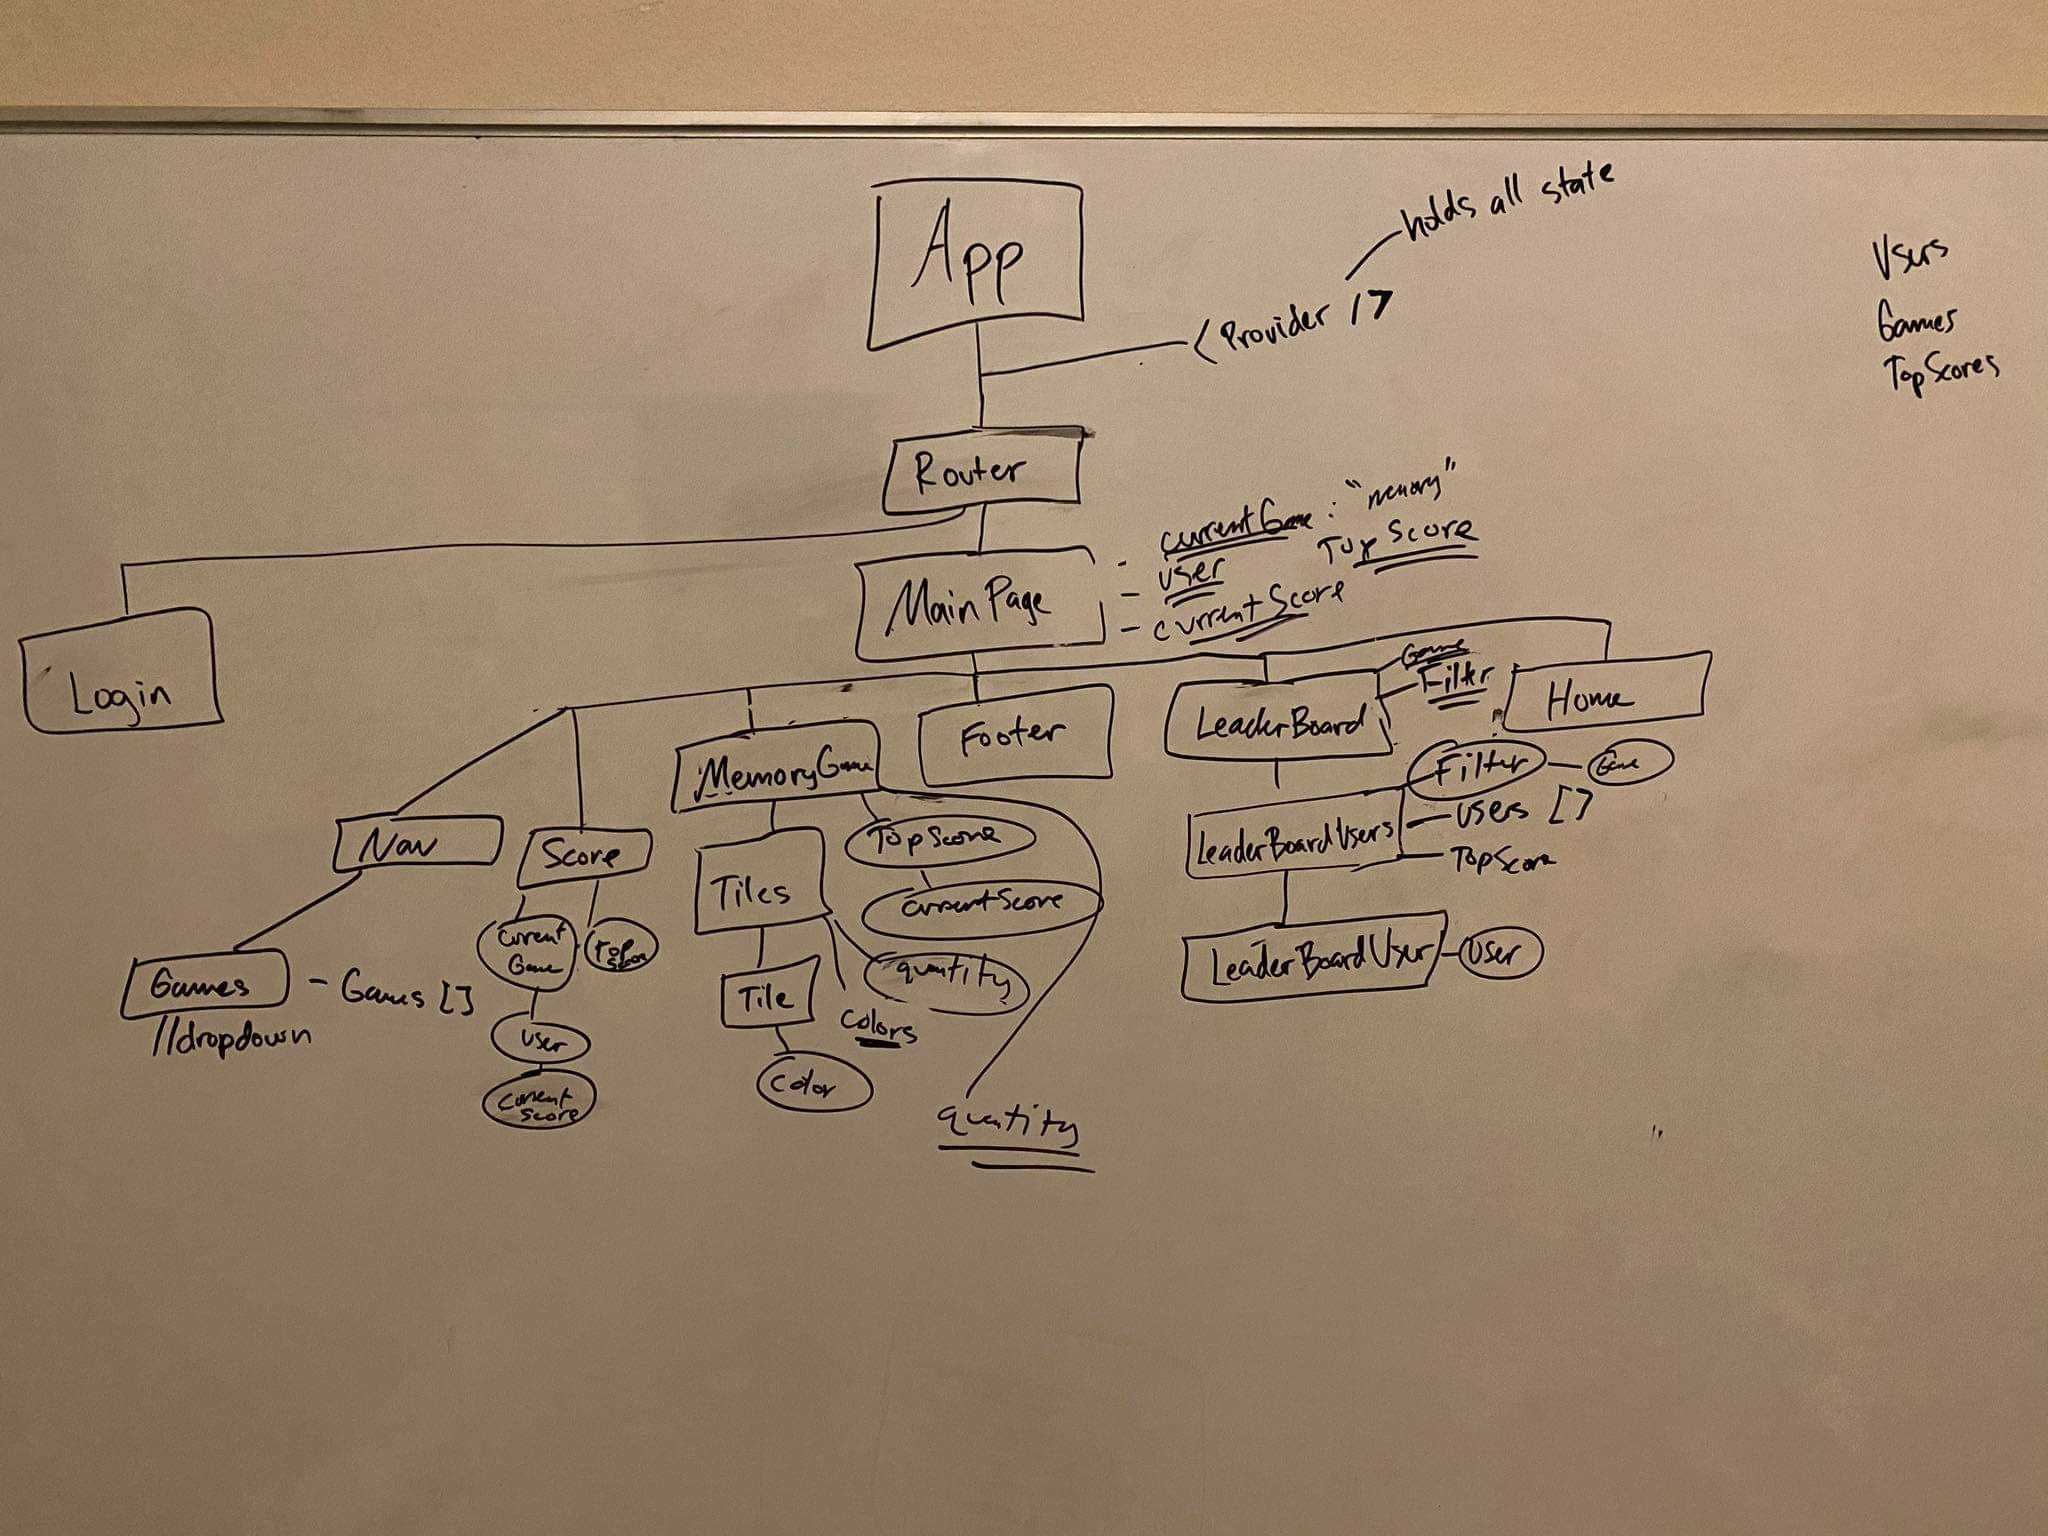 App
holds all state
<Provider />
Users
Games
TopScores
Router
- currentGame : "memory"
TopScore
- user
- currentScore
MainPage
Login
Game
Filter
LeaderBoard
Home
Footer
MemoryGame
Nav
Score
Filter
Game
LeaderBoardUsers
- users []
- TopScore
TopScore
Tiles
currentScore
Current
Game
Top
Score
LeaderBoardUser
User
quantity
Games
- Games []
//dropdown
Tile
colors
user
color
Current
Score
quantity